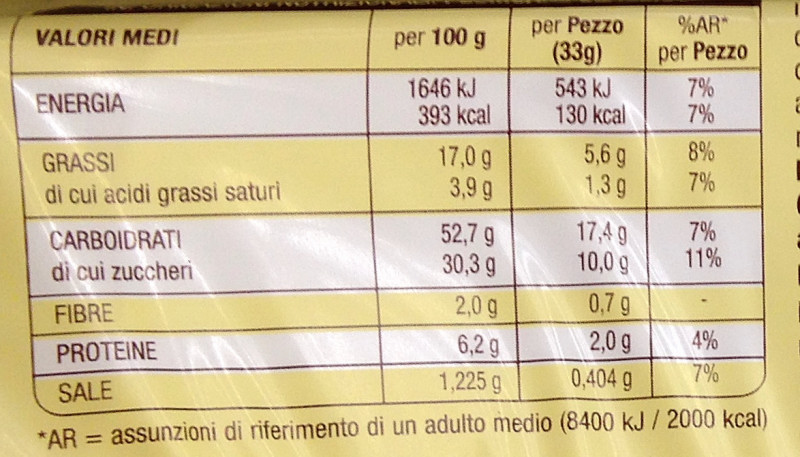 VALORI MEDI per 100 g per Pezzo (33g) %AR* per Pezzo
ENERGIA 1646 kJ 543 kJ 7%
393 kcal 130 kcal 7%
GRASSI 17,0 g 5,6 g 8%
di cui acidi grassi saturi 3,9 g 1,3 g 7%
CARBOIDRATI 52,7 g 17,4 g 7%
di cui zuccheri 30,3 g 10,0 g 11%
FIBRE 2,0 g 0,7 g -
PROTEINE 6,2 g 2,0 g 4%
SALE 1,225 g 0,404 g 7%
*AR = assunzioni di riferimento di un adulto medio (8400 kJ / 2000 kcal)